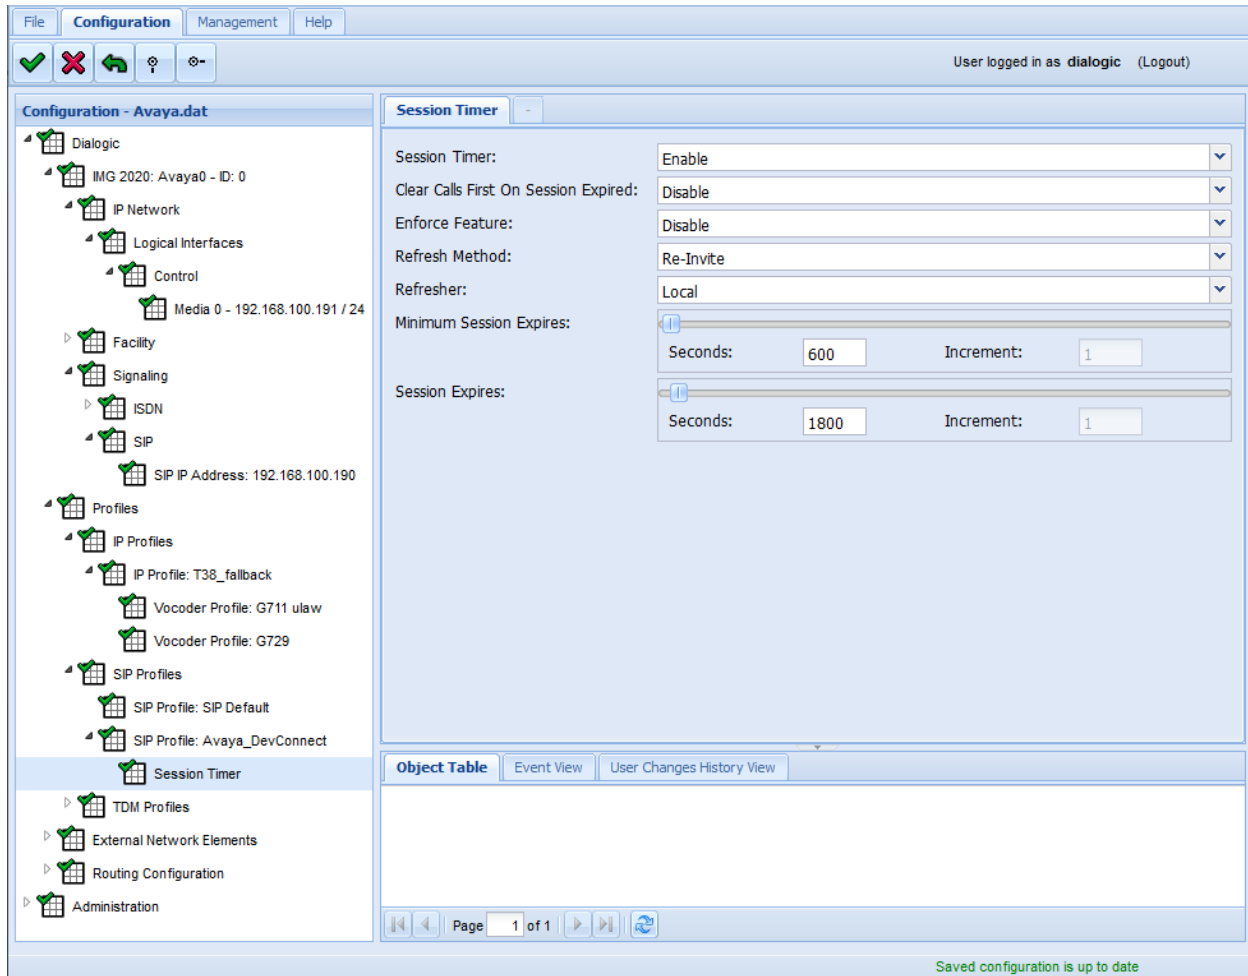 File Configuration Management Help
User logged in as dialogic (Logout)
Configuration - Avaya.dat
Dialogic
IMG 2020: Avaya0 - ID: 0
IP Network
Logical Interfaces
Control
Media 0 - 192.168.100.191 / 24
Facility
Signaling
ISDN
SIP
SIP IP Address: 192.168.100.190
Profiles
IP Profiles
IP Profile: T38_fallback
Vocoder Profile: G711 ulaw
Vocoder Profile: G729
SIP Profiles
SIP Profile: SIP Default
SIP Profile: Avaya_DevConnect
Session Timer
TDM Profiles
External Network Elements
Routing Configuration
Administration
Session Timer -
Session Timer: Enable
Clear Calls First On Session Expired: Disable
Enforce Feature: Disable
Refresh Method: Re-Invite
Refresher: Local
Minimum Session Expires:
Seconds: 600 Increment: 1
Session Expires:
Seconds: 1800 Increment: 1
Object Table Event View User Changes History View
Page 1 of 1
Saved configuration is up to date